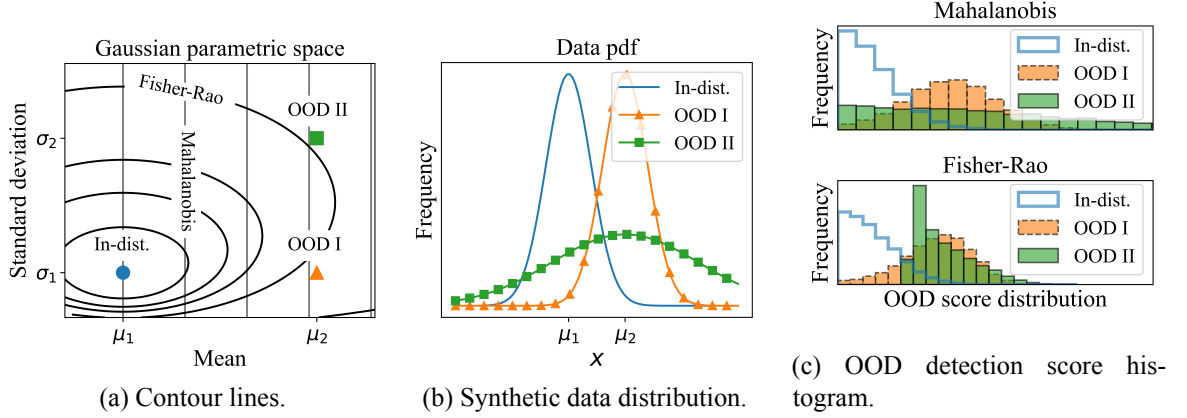 Gaussian parametric space
Fisher-Rao
OOD II
Mahalanobis
In-dist.
OOD I
Standard deviation
σ₂
σ₁
μ₁
μ₂
Mean
(a) Contour lines.
Data pdf
In-dist.
OOD I
OOD II
Frequency
μ₁
μ₂
x
(b) Synthetic data distribution.
Mahalanobis
In-dist.
OOD I
OOD II
Frequency
Fisher-Rao
In-dist.
OOD I
OOD II
Frequency
OOD score distribution
(c) OOD detection score his-
togram.